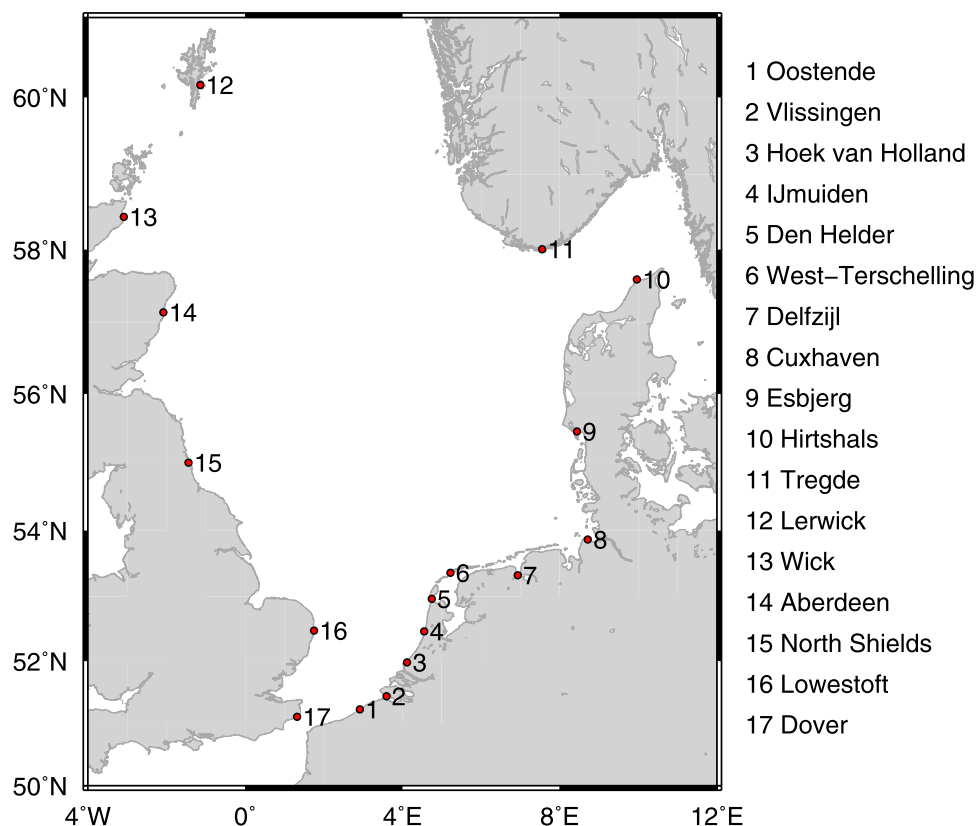 60°N
58°N
56°N
54°N
52°N
50°N
4°W
0°
4°E
8°E
12°E
12
13
11
10
14
9
15
8
6
7
5
16
4
3
2
1
17
1 Oostende
2 Vlissingen
3 Hoek van Holland
4 IJmuiden
5 Den Helder
6 West–Terschelling
7 Delfzijl
8 Cuxhaven
9 Esbjerg
10 Hirtshals
11 Tregde
12 Lerwick
13 Wick
14 Aberdeen
15 North Shields
16 Lowestoft
17 Dover